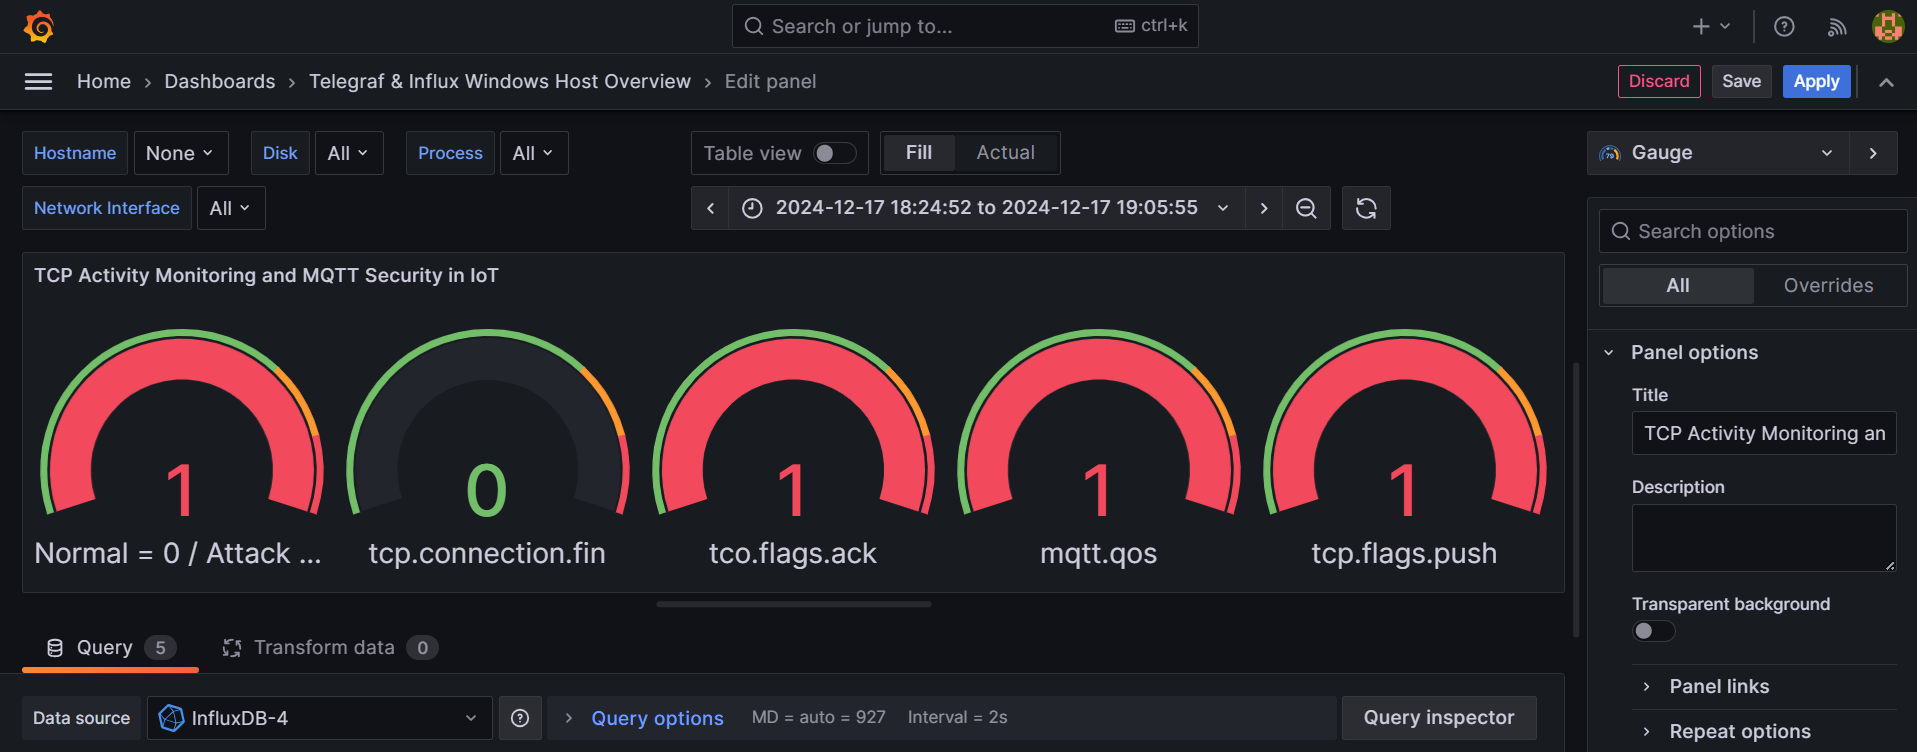 Search or jump to... ctrl+k
Home › Dashboards › Telegraf & Influx Windows Host Overview › Edit panel
Discard Save Apply
Hostname None Disk All Process All
Table view Fill Actual
Gauge
Network Interface All
2024-12-17 18:24:52 to 2024-12-17 19:05:55
Search options
All Overrides
TCP Activity Monitoring and MQTT Security in IoT
1 0 1 1 1
Normal = 0 / Attack ... tcp.connection.fin tco.flags.ack mqtt.qos tcp.flags.push
Panel options
Title
TCP Activity Monitoring an
Description
Transparent background
Panel links
Repeat options
Query 5 Transform data 0
Data source InfluxDB-4 Query options MD = auto = 927 Interval = 2s Query inspector